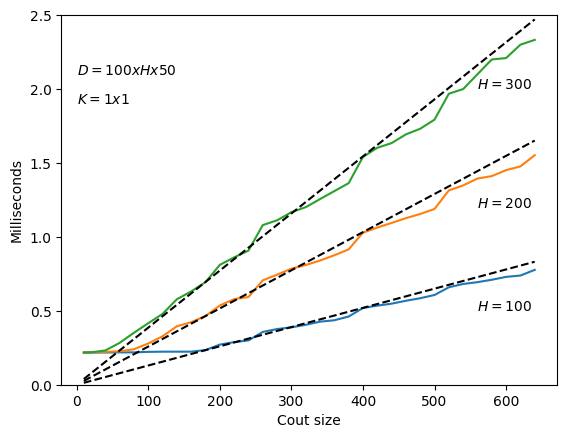 2.5
D = 100xHx50
2.0
H = 300
K = 1x1
1.5
Milliseconds
H = 200
1.0
H = 100
0.5
0.0
0 100 200 300 400 500 600
Cout size